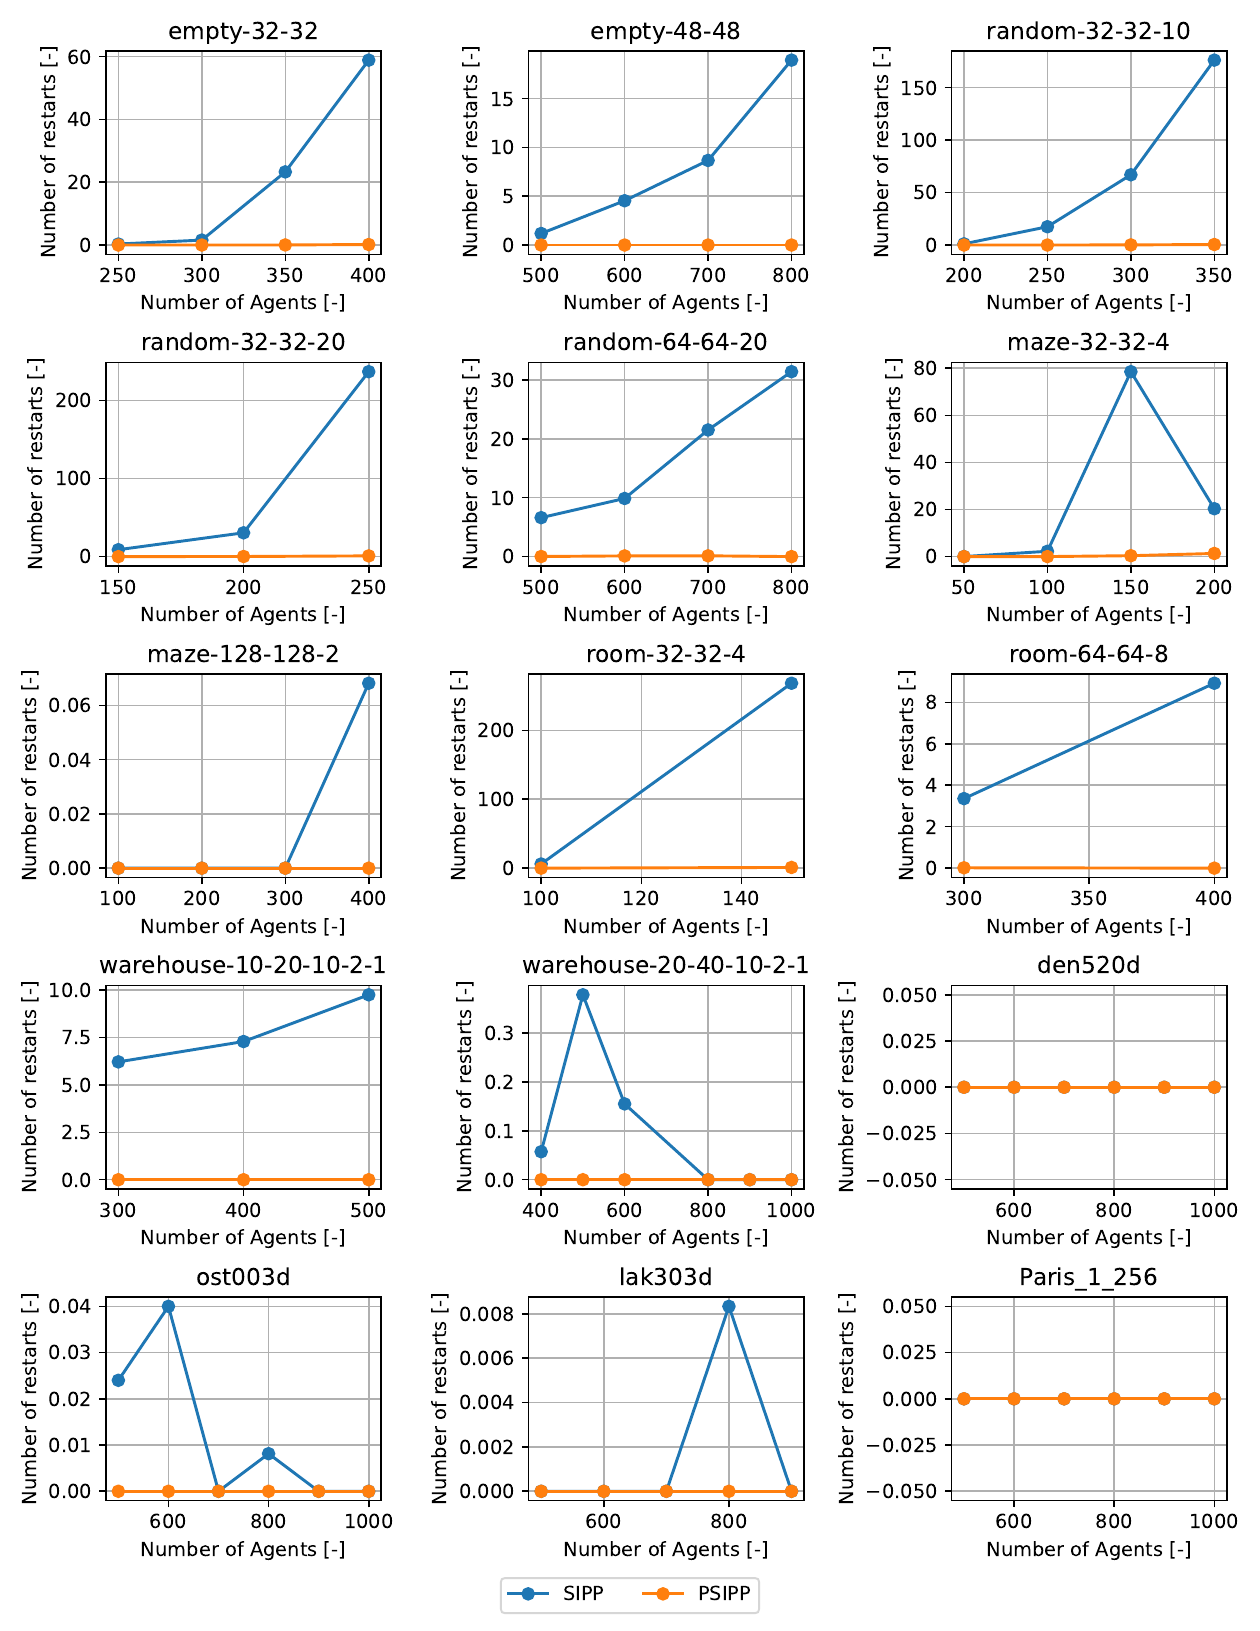 empty-32-32
Number of restarts [-]
60
40
20
0
250 300 350 400
Number of Agents [-]
empty-48-48
Number of restarts [-]
15
10
5
0
500 600 700 800
Number of Agents [-]
random-32-32-10
Number of restarts [-]
150
100
50
0
200 250 300 350
Number of Agents [-]
random-32-32-20
Number of restarts [-]
200
100
0
150 200 250
Number of Agents [-]
random-64-64-20
Number of restarts [-]
30
20
10
0
500 600 700 800
Number of Agents [-]
maze-32-32-4
Number of restarts [-]
80
60
40
20
0
50 100 150 200
Number of Agents [-]
maze-128-128-2
Number of restarts [-]
0.06
0.04
0.02
0.00
100 200 300 400
Number of Agents [-]
room-32-32-4
Number of restarts [-]
200
100
0
100 120 140
Number of Agents [-]
room-64-64-8
Number of restarts [-]
8
6
4
2
0
300 350 400
Number of Agents [-]
warehouse-10-20-10-2-1
Number of restarts [-]
10.0
7.5
5.0
2.5
0.0
300 400 500
Number of Agents [-]
warehouse-20-40-10-2-1
Number of restarts [-]
0.3
0.2
0.1
0.0
400 600 800 1000
Number of Agents [-]
den520d
Number of restarts [-]
0.050
0.025
0.000
−0.025
−0.050
600 800 1000
Number of Agents [-]
ost003d
Number of restarts [-]
0.04
0.03
0.02
0.01
0.00
600 800 1000
Number of Agents [-]
lak303d
Number of restarts [-]
0.008
0.006
0.004
0.002
0.000
600 800
Number of Agents [-]
Paris_1_256
Number of restarts [-]
0.050
0.025
0.000
−0.025
−0.050
600 800 1000
Number of Agents [-]
SIPP PSIPP